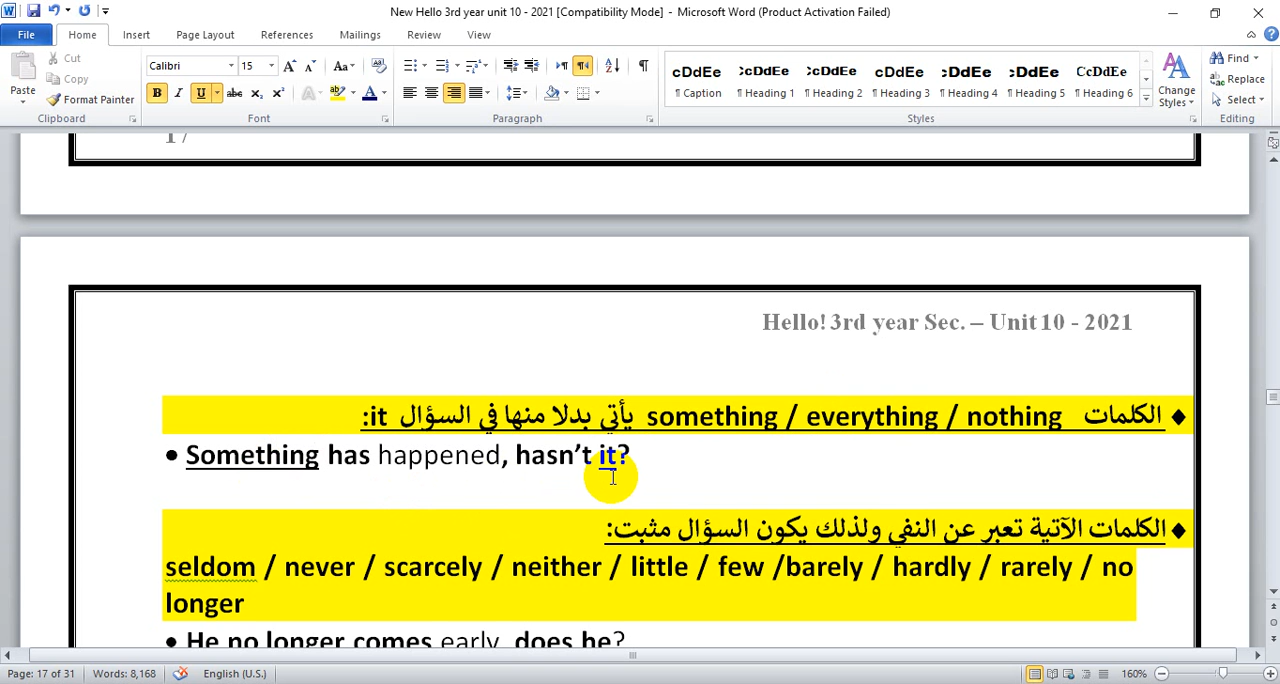 New Hello 3rd year unit 10 - 2021 [Compatibility Mode] - Microsoft Word (Product Activation Failed)
File Home Insert Page Layout References Mailings Review View
Paste
Cut
Copy
Format Painter
Clipboard
Calibri 15
Font
Paragraph
Caption Heading 1 Heading 2 Heading 3 Heading 4 Heading 5 Heading 6
Styles
Change Styles
Find
Replace
Select
Editing
Hello! 3rd year Sec. – Unit 10 - 2021
♦ الكلمات something / everything / nothing يأتي بدلا منها في السؤال it:
• Something has happened, hasn’t it?
♦ الكلمات الآتية تعبر عن النفي ولذلك يكون السؤال مثبت:
seldom / never / scarcely / neither / little / few /barely / hardly / rarely / no
longer
• He no longer comes early, does he?
Page: 17 of 31 Words: 8,168 English (U.S.) 160%